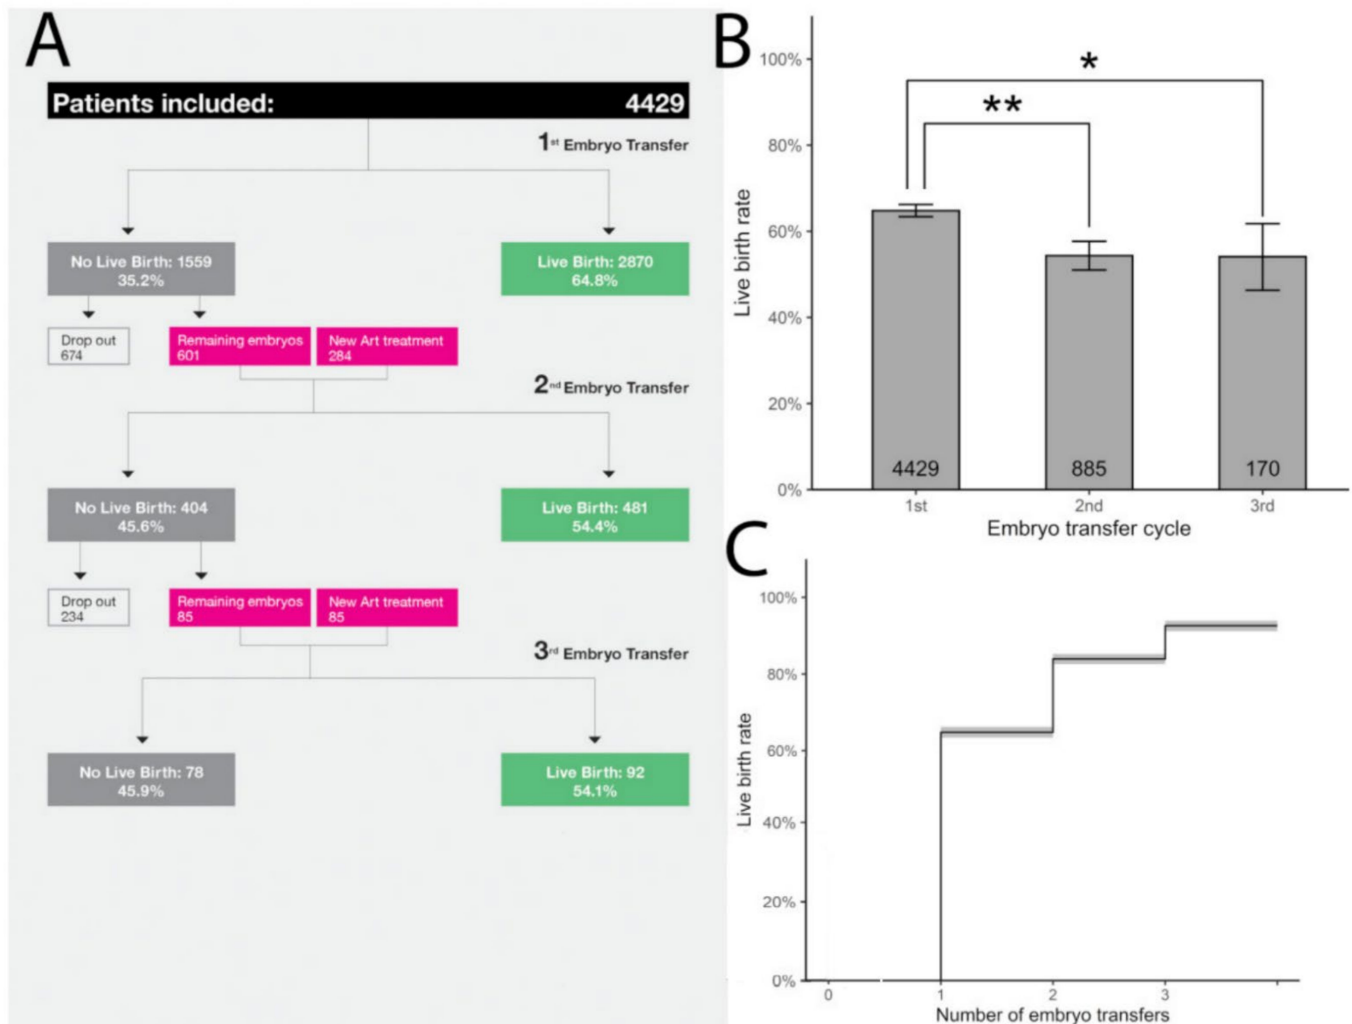 A
Patients included: 4429
1st Embryo Transfer
No Live Birth: 1559
35.2%
Live Birth: 2870
64.8%
Drop out
674
Remaining embryos
601
New Art treatment
284
2nd Embryo Transfer
No Live Birth: 404
45.6%
Live Birth: 481
54.4%
Drop out
234
Remaining embryos
85
New Art treatment
85
3rd Embryo Transfer
No Live Birth: 78
45.9%
Live Birth: 92
54.1%
B
Live birth rate
100%
80%
60%
40%
20%
0%
*
**
4429
885
170
1st
2nd
3rd
Embryo transfer cycle
C
Live birth rate
100%
80%
60%
40%
20%
0%
0
1
2
3
Number of embryo transfers